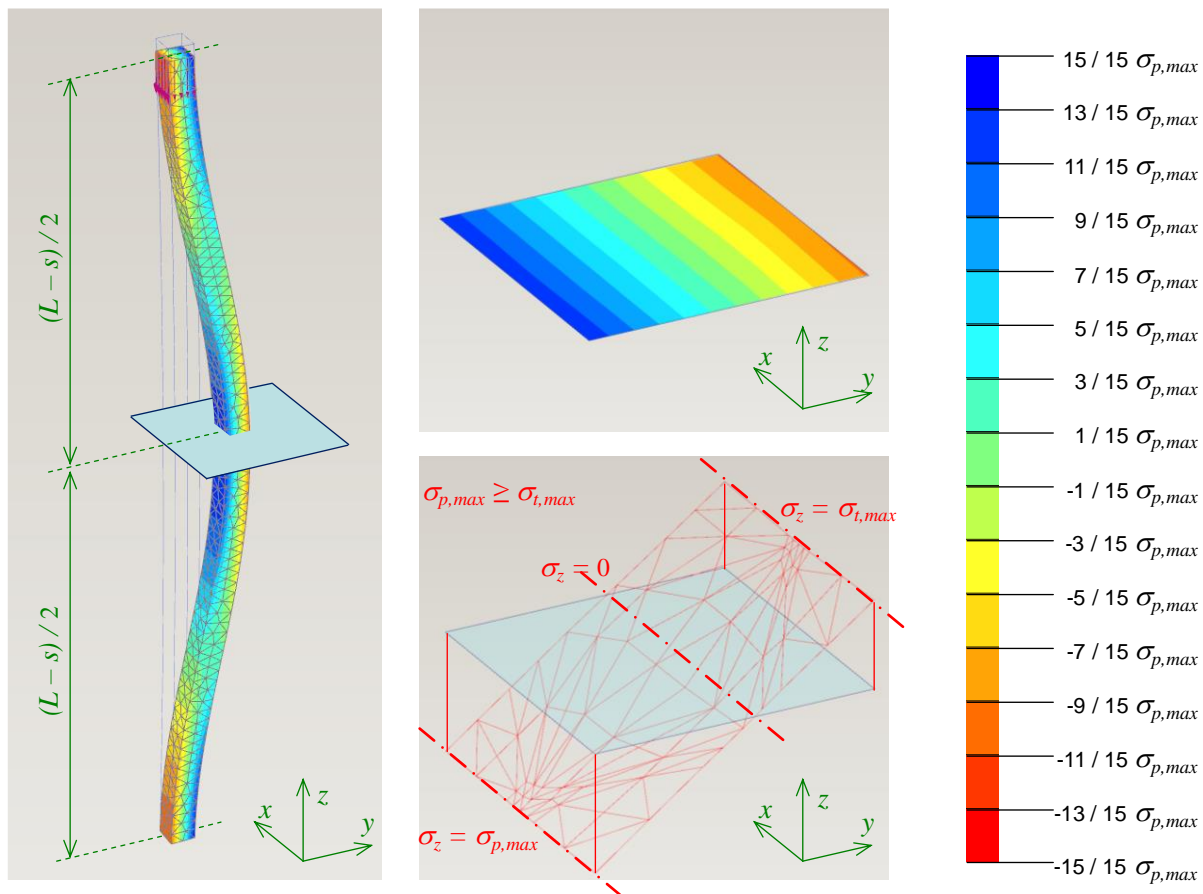 (L – s) / 2
(L – s) / 2
x
z
y
x
z
y
σp,max ≥ σt,max
σz = σt,max
σz = 0
σz = σp,max
x
z
y
15 / 15 σp,max
13 / 15 σp,max
11 / 15 σp,max
9 / 15 σp,max
7 / 15 σp,max
5 / 15 σp,max
3 / 15 σp,max
1 / 15 σp,max
-1 / 15 σp,max
-3 / 15 σp,max
-5 / 15 σp,max
-7 / 15 σp,max
-9 / 15 σp,max
-11 / 15 σp,max
-13 / 15 σp,max
-15 / 15 σp,max